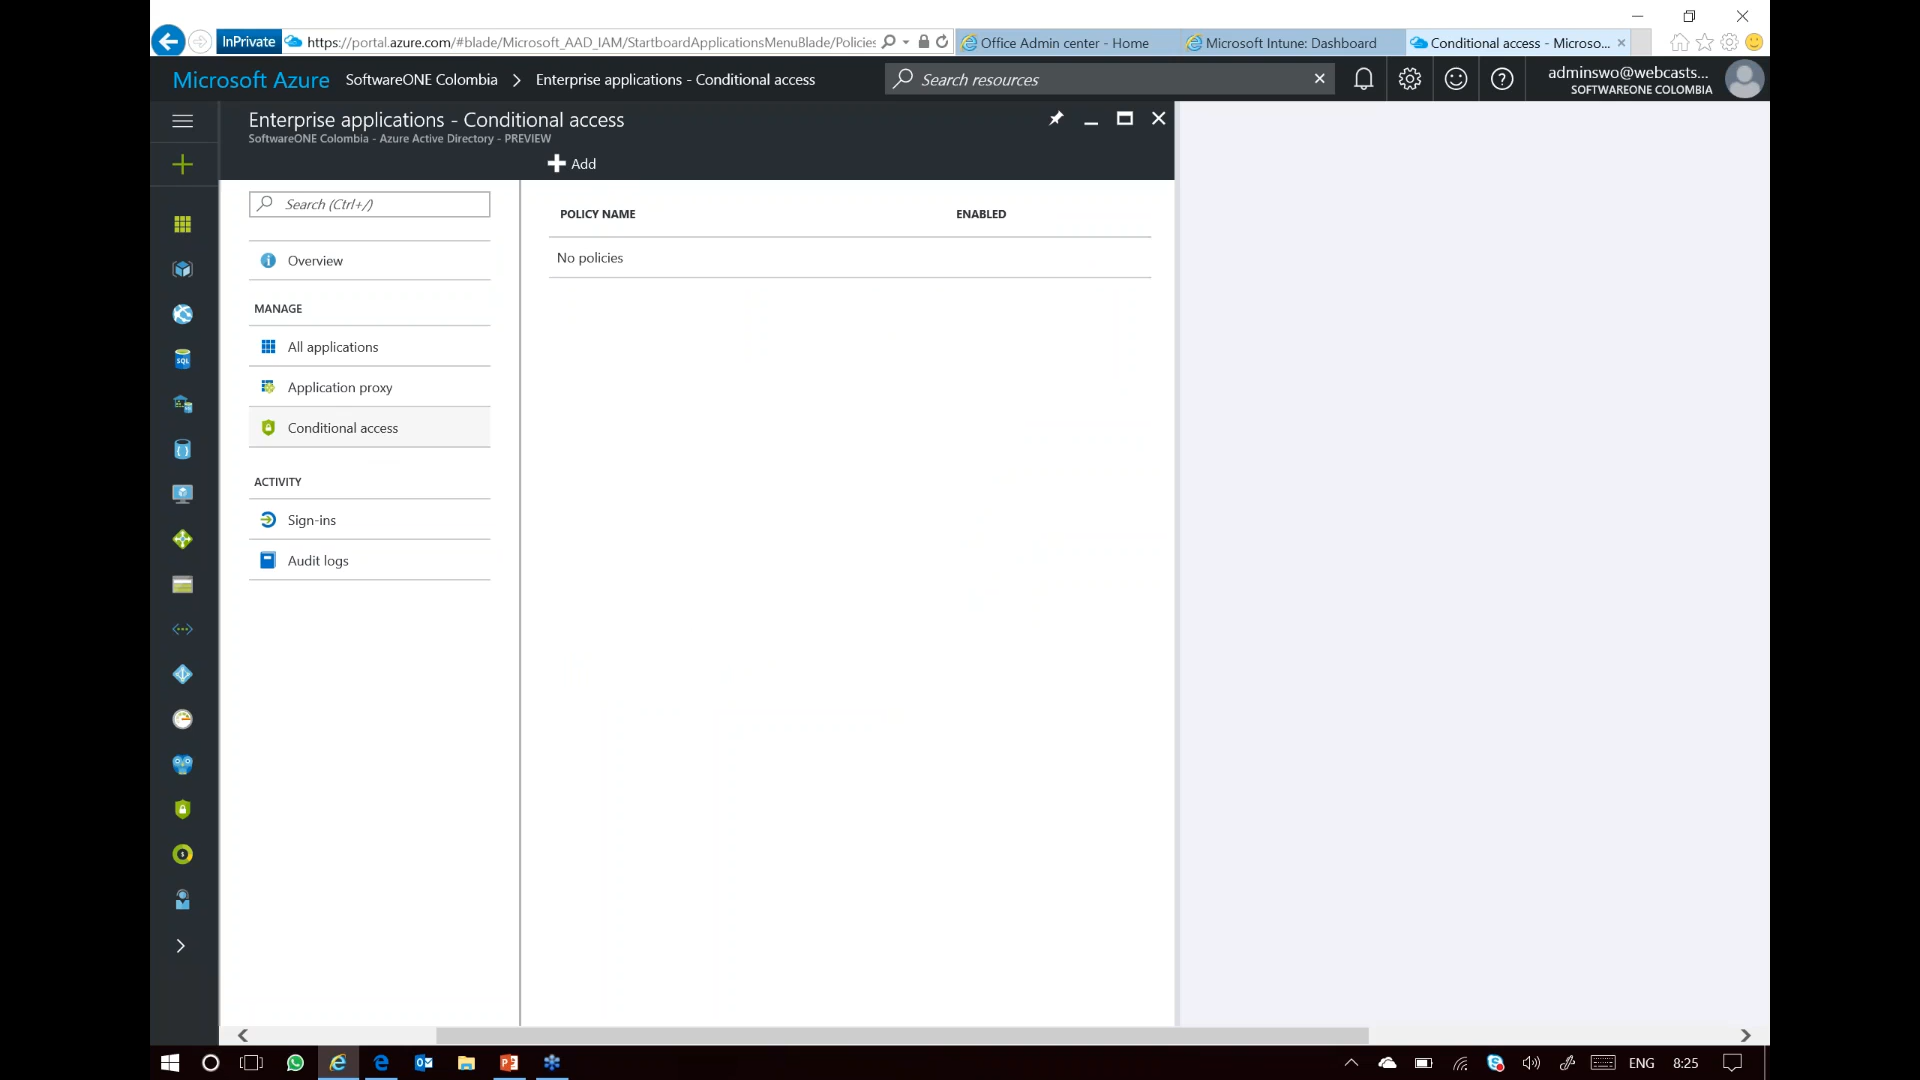 InPrivate
https://portal.azure.com/#blade/Microsoft_AAD_IAM/StartboardApplicationsMenuBlade/Policies
Office Admin center - Home
Microsoft Intune: Dashboard
Conditional access - Microso...
Microsoft Azure
SoftwareONE Colombia
Enterprise applications - Conditional access
Search resources
adminswo@webcasts...
SOFTWAREONE COLOMBIA
Enterprise applications - Conditional access
SoftwareONE Colombia - Azure Active Directory - PREVIEW
Add
Search (Ctrl+/)
Overview
MANAGE
All applications
Application proxy
Conditional access
ACTIVITY
Sign-ins
Audit logs
POLICY NAME
ENABLED
No policies
SQL
ENG
8:25